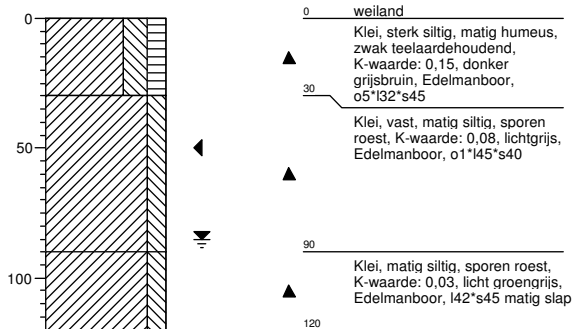 0
50
100
0 weiland
Klei, sterk siltig, matig humeus,
zwak teelaardehoudend,
K-waarde: 0,15, donker
grijsbruin, Edelmanboor,
o5*l32*s45
30
Klei, vast, matig siltig, sporen
roest, K-waarde: 0,08, lichtgrijs,
Edelmanboor, o1*l45*s40
90
Klei, matig siltig, sporen roest,
K-waarde: 0,03, licht groengrijs,
Edelmanboor, l42*s45 matig slap
120